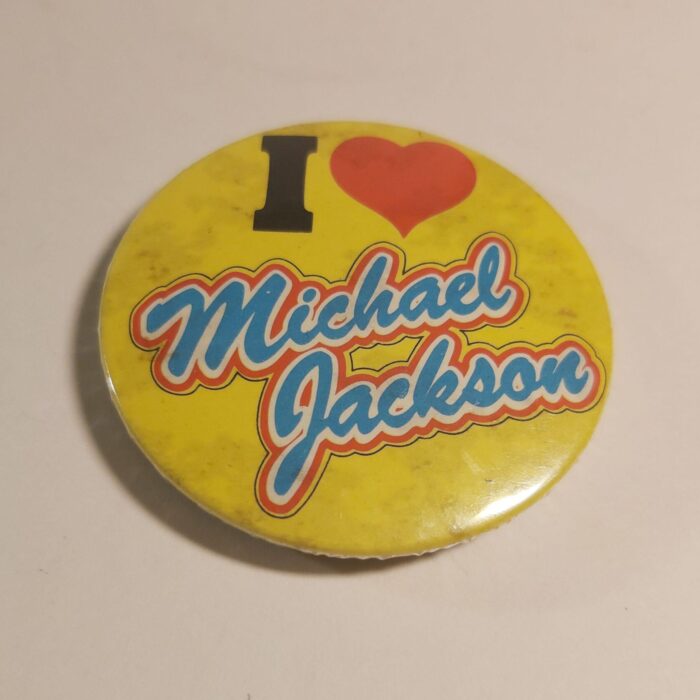 I ❤
Michael
Jackson